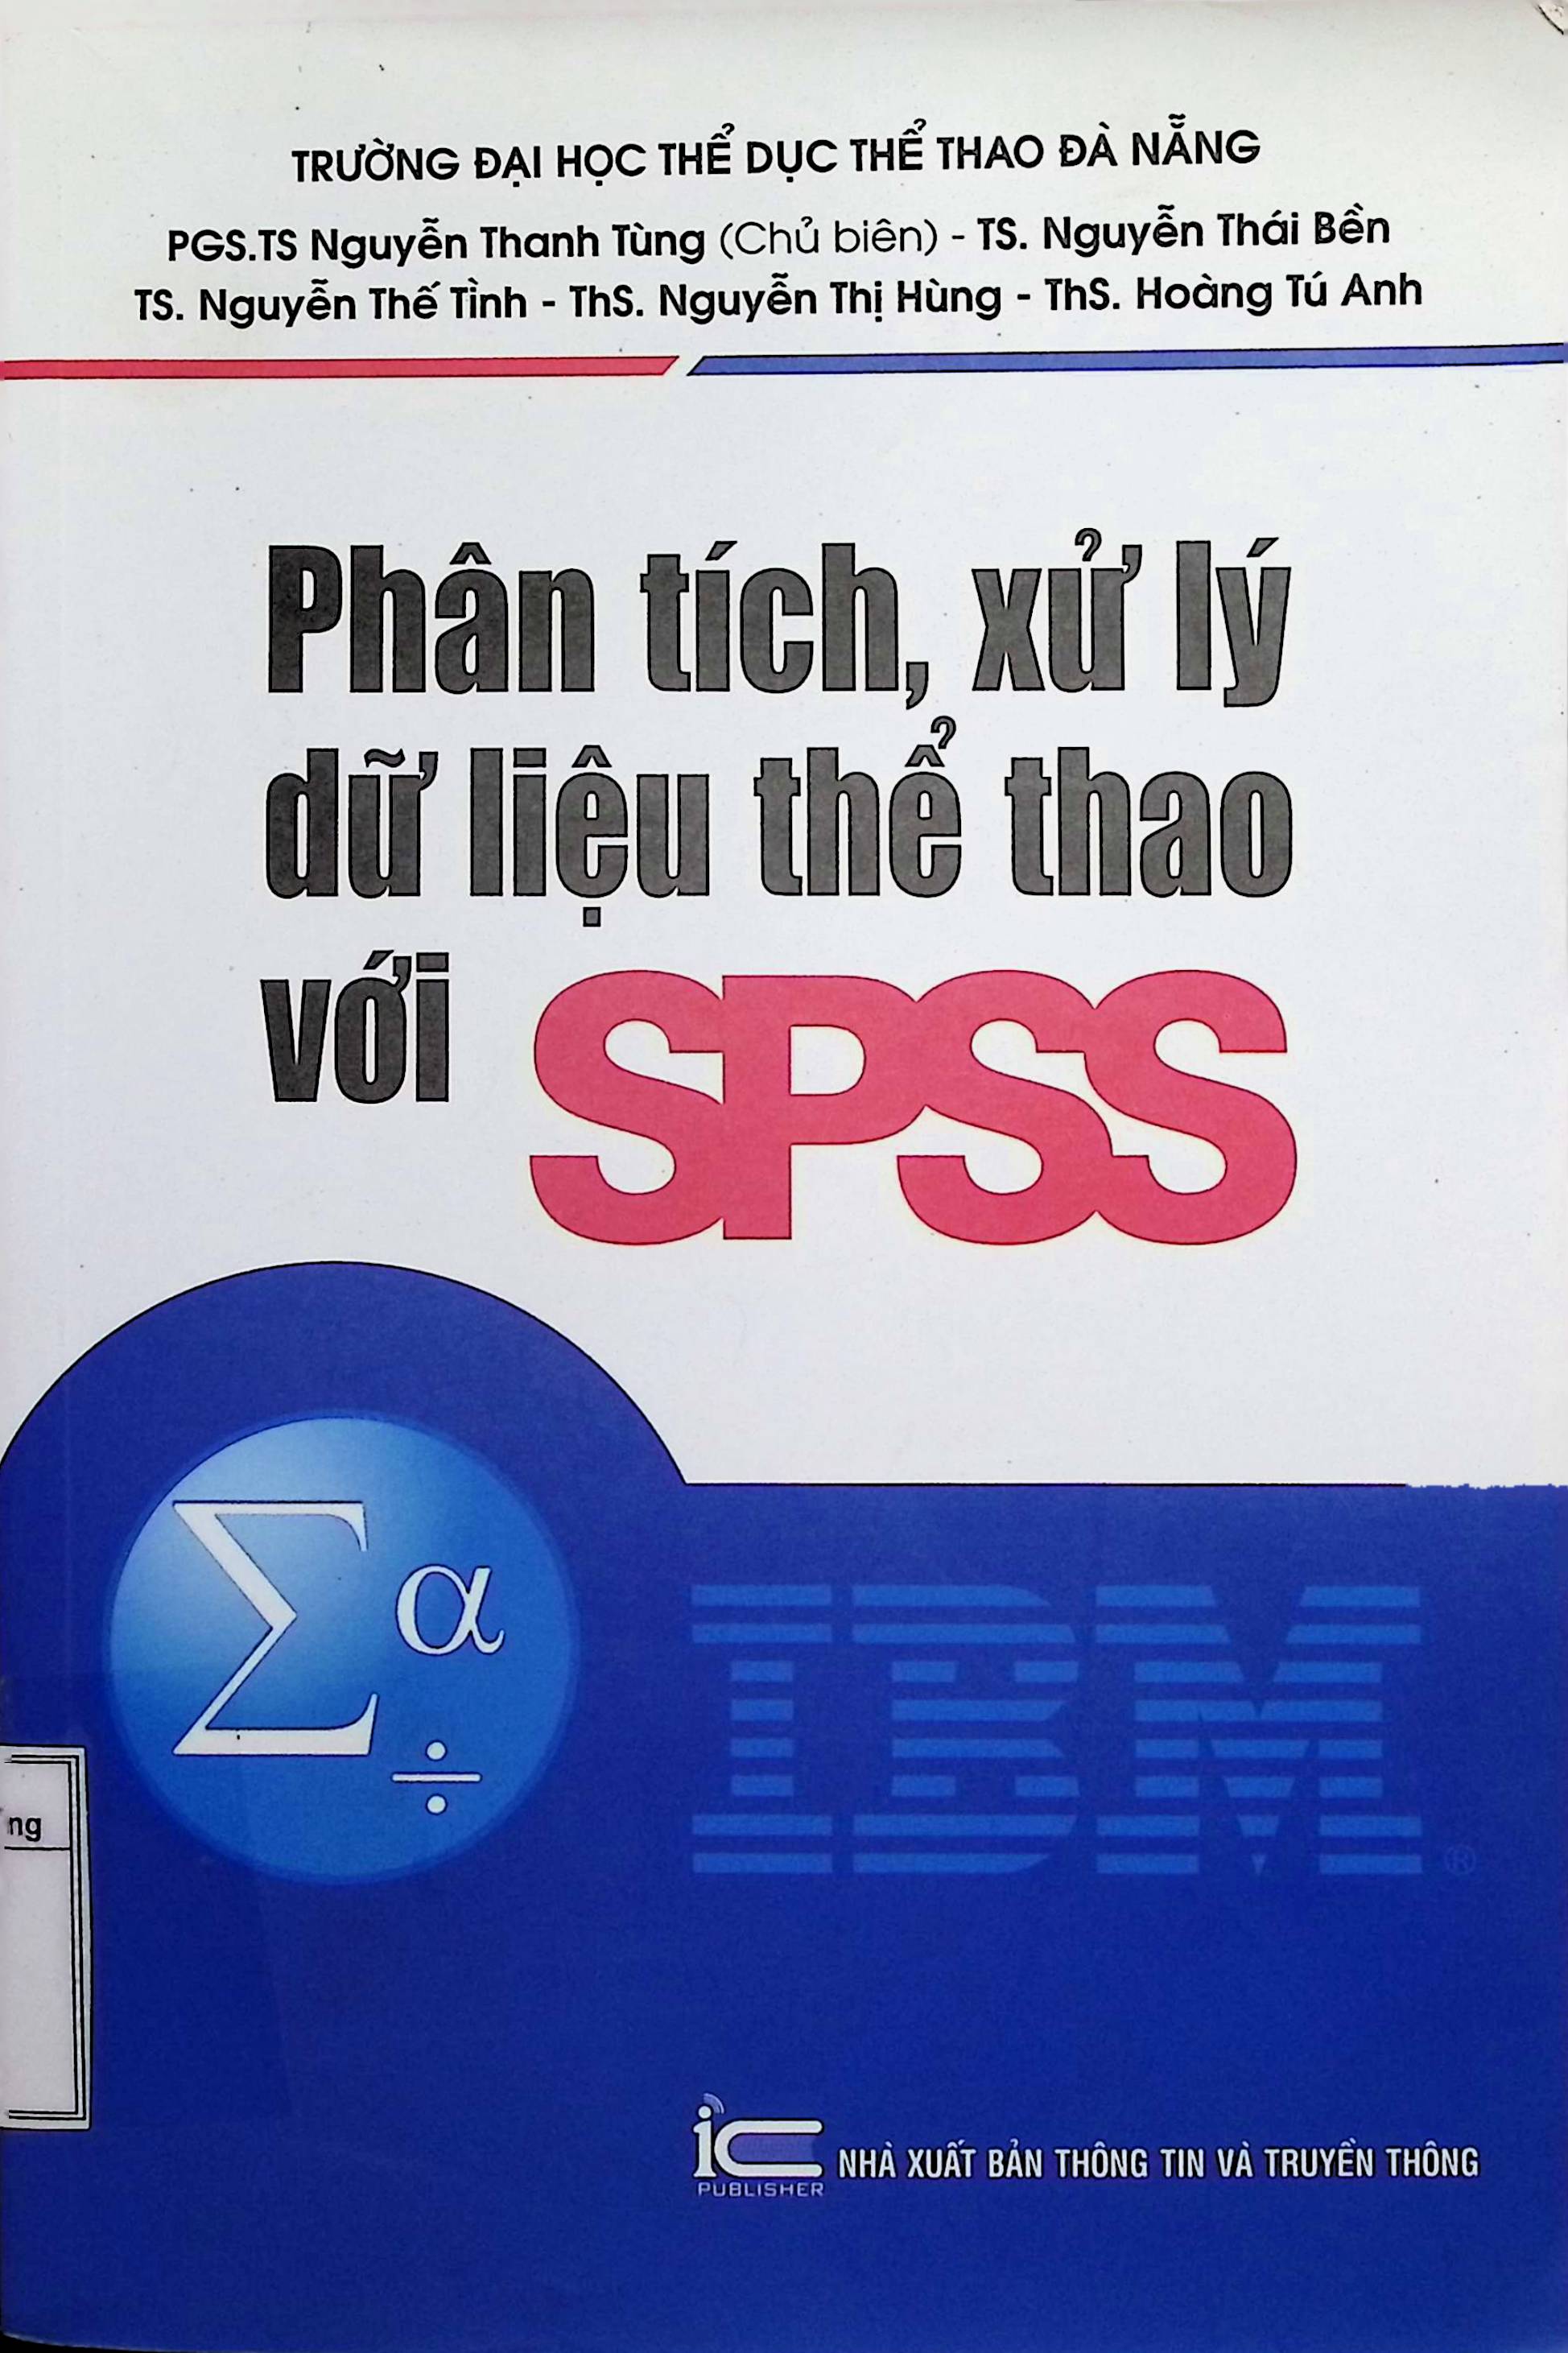 TRƯỜNG ĐẠI HỌC THỂ DỤC THỂ THAO ĐÀ NẴNG
PGS.TS Nguyễn Thanh Tùng (Chủ biên) - TS. Nguyễn Thái Bền
TS. Nguyễn Thế Tình - ThS. Nguyễn Thị Hùng - ThS. Hoàng Tú Anh
Phân tích, xử lý
dữ liệu thể thao
với SPSS
Σ α
÷
IBM®
ng
ic
PUBLISHER
NHÀ XUẤT BẢN THÔNG TIN VÀ TRUYỀN THÔNG